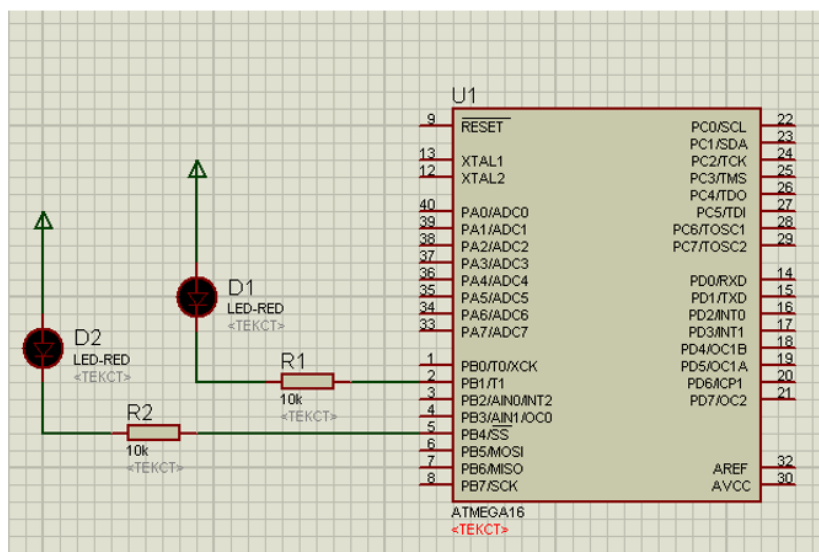 U1
9
RESET
13
XTAL1
12
XTAL2
40
PA0/ADC0
39
PA1/ADC1
38
PA2/ADC2
37
PA3/ADC3
36
PA4/ADC4
35
PA5/ADC5
34
PA6/ADC6
33
PA7/ADC7
1
PB0/T0/XCK
2
PB1/T1
3
PB2/AIN0/INT2
4
PB3/AIN1/OC0
5
PB4/SS
6
PB5/MOSI
7
PB6/MISO
8
PB7/SCK
PC0/SCL
22
PC1/SDA
23
PC2/TCK
24
PC3/TMS
25
PC4/TDO
26
PC5/TDI
27
PC6/TOSC1
28
PC7/TOSC2
29
PD0/RXD
14
PD1/TXD
15
PD2/INT0
16
PD3/INT1
17
PD4/OC1B
18
PD5/OC1A
19
PD6/ICP1
20
PD7/OC2
21
AREF
32
AVCC
30
ATMEGA16
<ТЕКСТ>
D1
LED-RED
<ТЕКСТ>
D2
LED-RED
<ТЕКСТ>
R1
10k
<ТЕКСТ>
R2
10k
<ТЕКСТ>